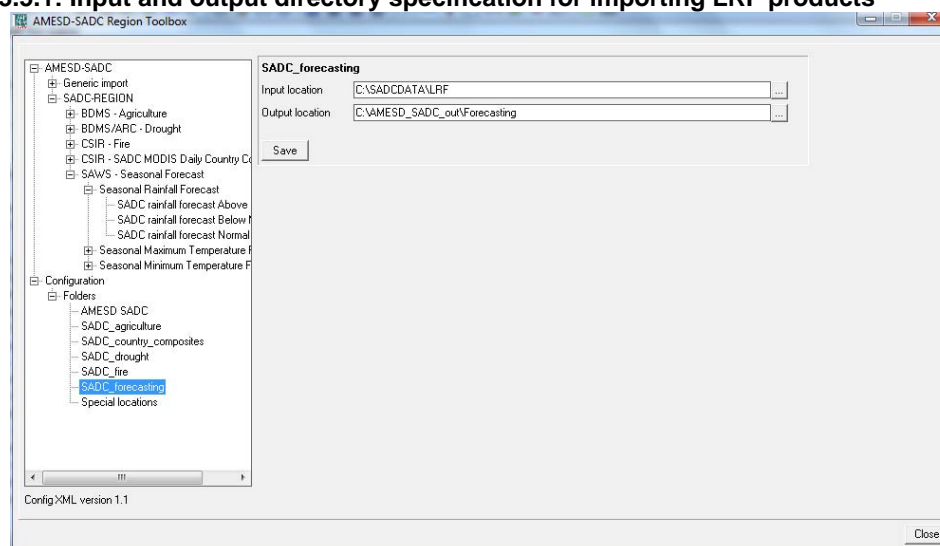 5.5.1: Input and output directory specification for importing LRF products
AMESD-SADC Region Toolbox
AMESD-SADC
Generic import
SADC-REGION
BDMS - Agriculture
BDMS/ARC - Drought
CSIR - Fire
CSIR - SADC MODIS Daily Country Co
SAWS - Seasonal Forecast
Seasonal Rainfall Forecast
SADC rainfall forecast Above
SADC rainfall forecast Below N
SADC rainfall forecast Normal
Seasonal Maximum Temperature F
Seasonal Minimum Temperature F
Configuration
Folders
AMESD SADC
SADC_agriculture
SADC_country_composites
SADC_drought
SADC_fire
SADC_forecasting
Special locations
Config XML version 1.1
SADC_forecasting
Input location C:\SADCDATA\LRF ...
Output location C:\AMESD_SADC_out\Forecasting ...
Save
Close